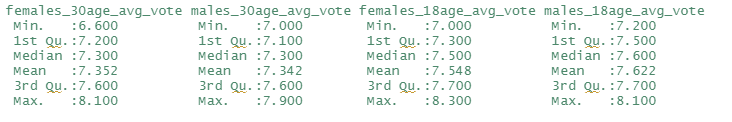 females_30age_avg_vote males_30age_avg_vote females_18age_avg_vote males_18age_avg_vote
Min.   :6.600 Min.   :7.000 Min.   :7.000 Min.   :7.200
1st Qu.:7.200 1st Qu.:7.100 1st Qu.:7.300 1st Qu.:7.500
Median :7.300 Median :7.300 Median :7.500 Median :7.600
Mean   :7.352 Mean   :7.342 Mean   :7.548 Mean   :7.622
3rd Qu.:7.600 3rd Qu.:7.600 3rd Qu.:7.700 3rd Qu.:7.700
Max.   :8.100 Max.   :7.900 Max.   :8.300 Max.   :8.100